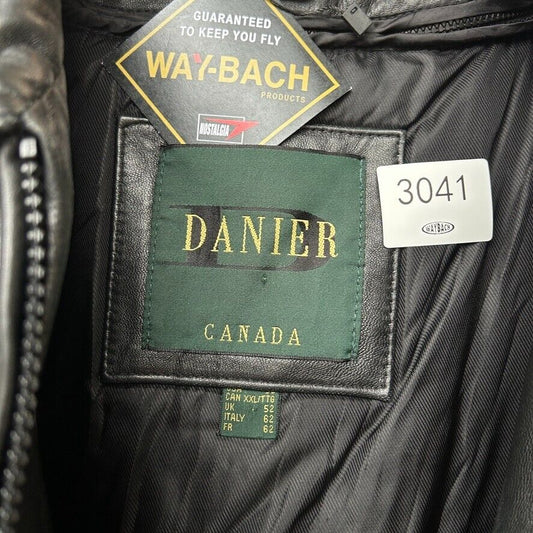 GUARANTEED
TO KEEP YOU FLY
WAY-BACH
PRODUCTS
NOSTALGIA
3041
WAYBACH
DANIER
CANADA
CAN XXL/TTG
UK 52
ITALY 62
FR 62